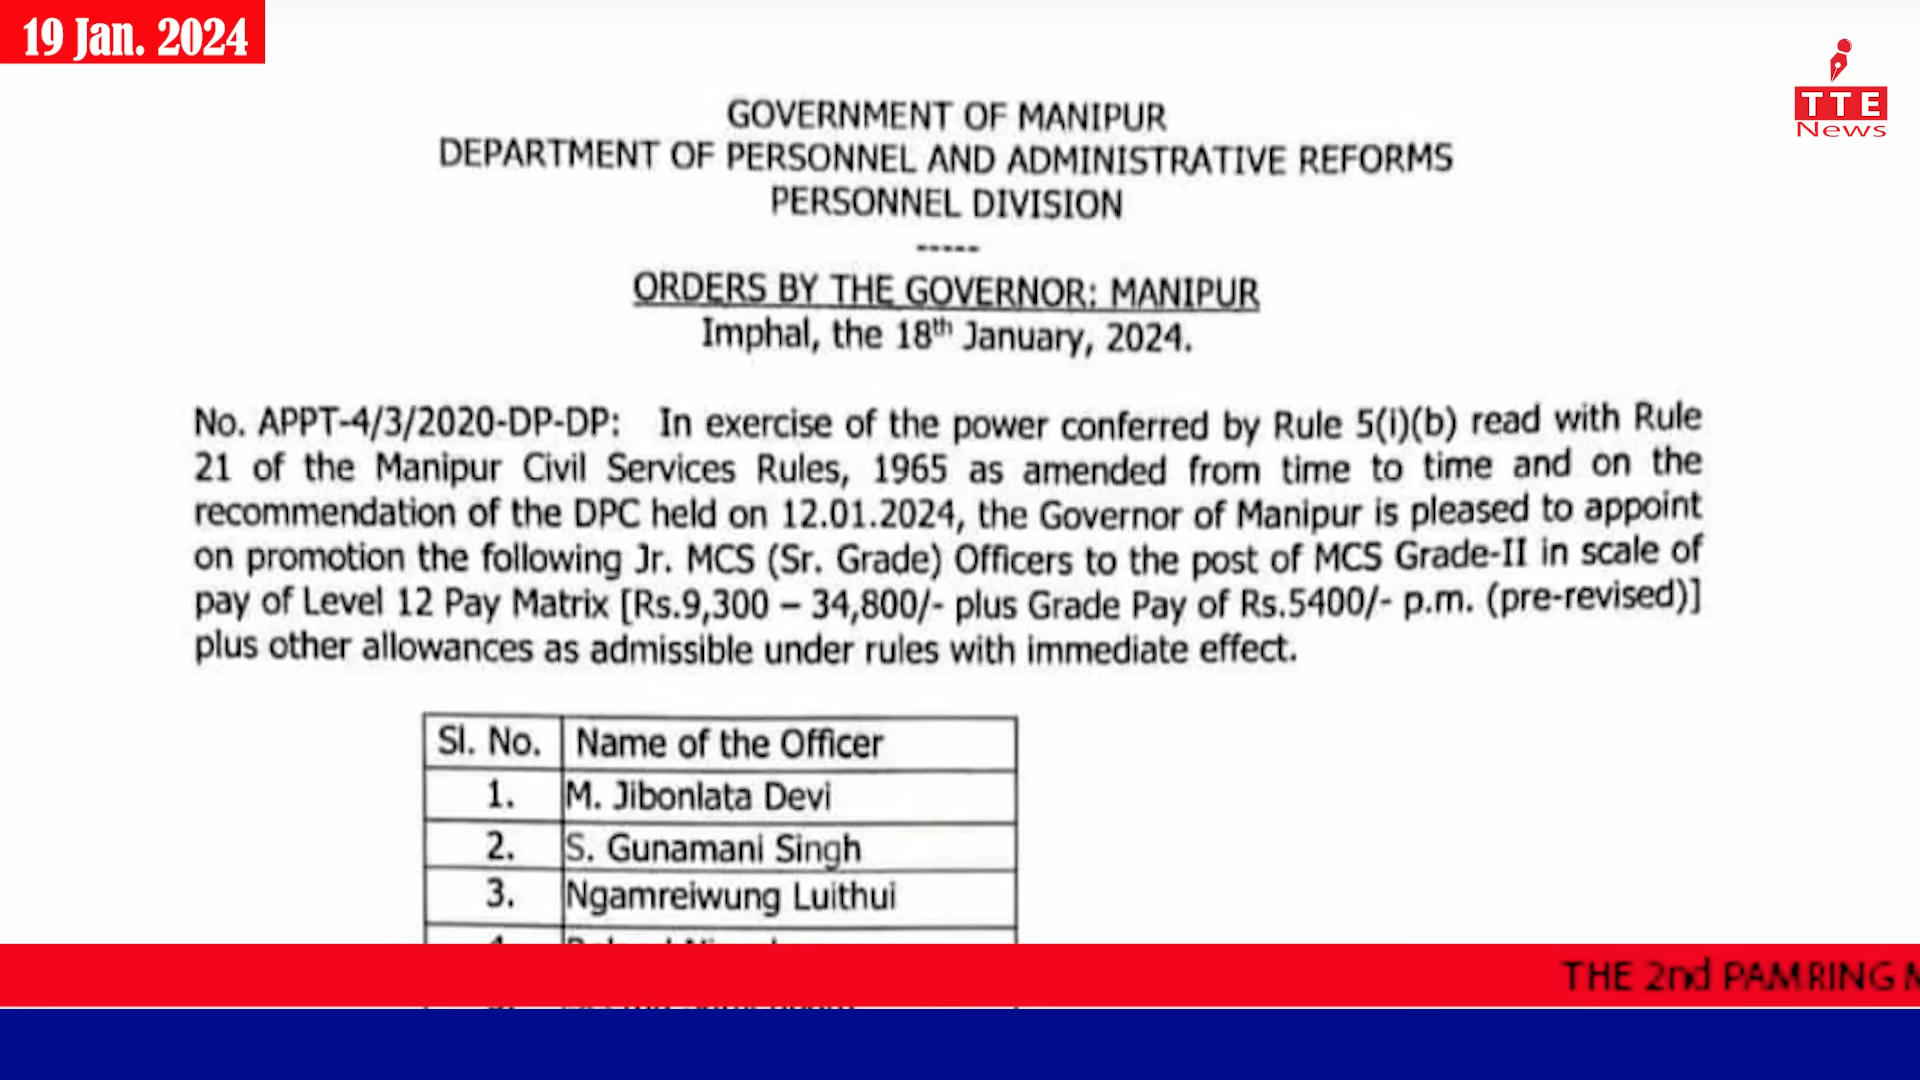 19 Jan. 2024
TTE
News
GOVERNMENT OF MANIPUR
DEPARTMENT OF PERSONNEL AND ADMINISTRATIVE REFORMS
PERSONNEL DIVISION
-----
ORDERS BY THE GOVERNOR: MANIPUR
Imphal, the 18th January, 2024.
No. APPT-4/3/2020-DP-DP: In exercise of the power conferred by Rule 5(i)(b) read with Rule
21 of the Manipur Civil Services Rules, 1965 as amended from time to time and on the
recommendation of the DPC held on 12.01.2024, the Governor of Manipur is pleased to appoint
on promotion the following Jr. MCS (Sr. Grade) Officers to the post of MCS Grade-II in scale of
pay of Level 12 Pay Matrix [Rs.9,300 – 34,800/- plus Grade Pay of Rs.5400/- p.m. (pre-revised)]
plus other allowances as admissible under rules with immediate effect.
Sl. No. Name of the Officer
1. M. Jibonlata Devi
2. S. Gunamani Singh
3. Ngamreiwung Luithui
THE 2nd PAMRING